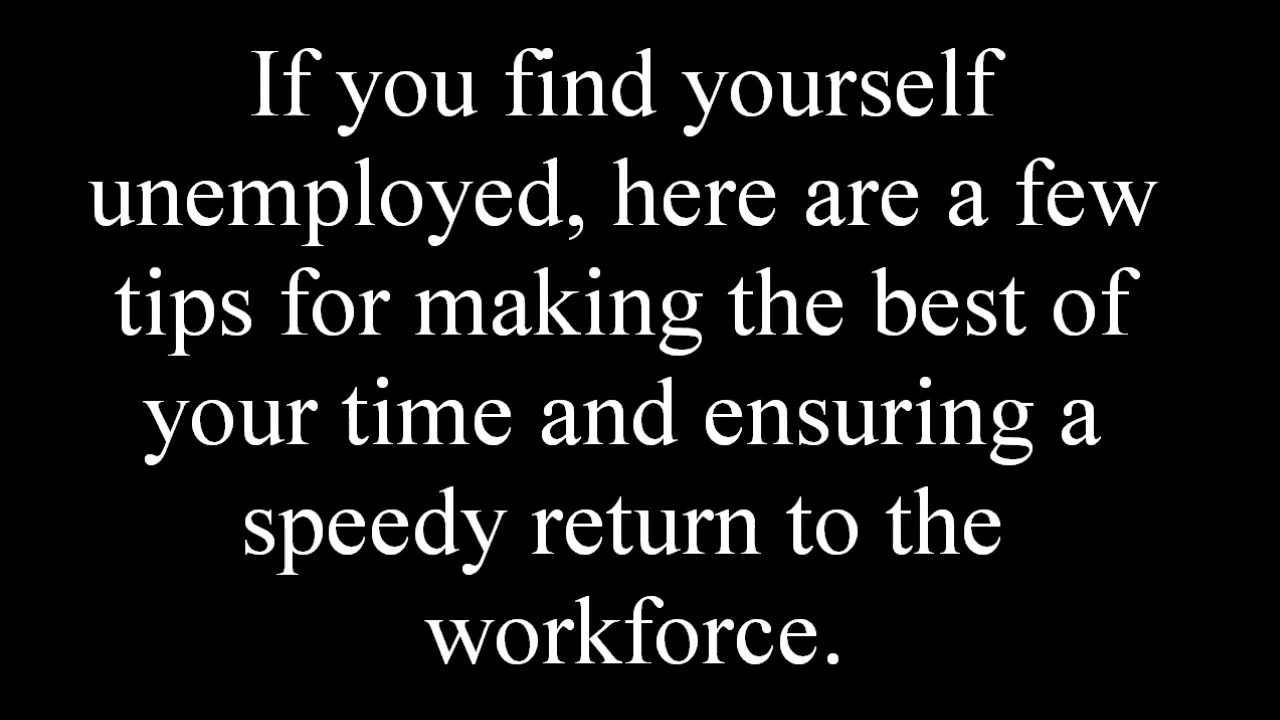 If you find yourself
unemployed, here are a few
tips for making the best of
your time and ensuring a
speedy return to the
workforce.